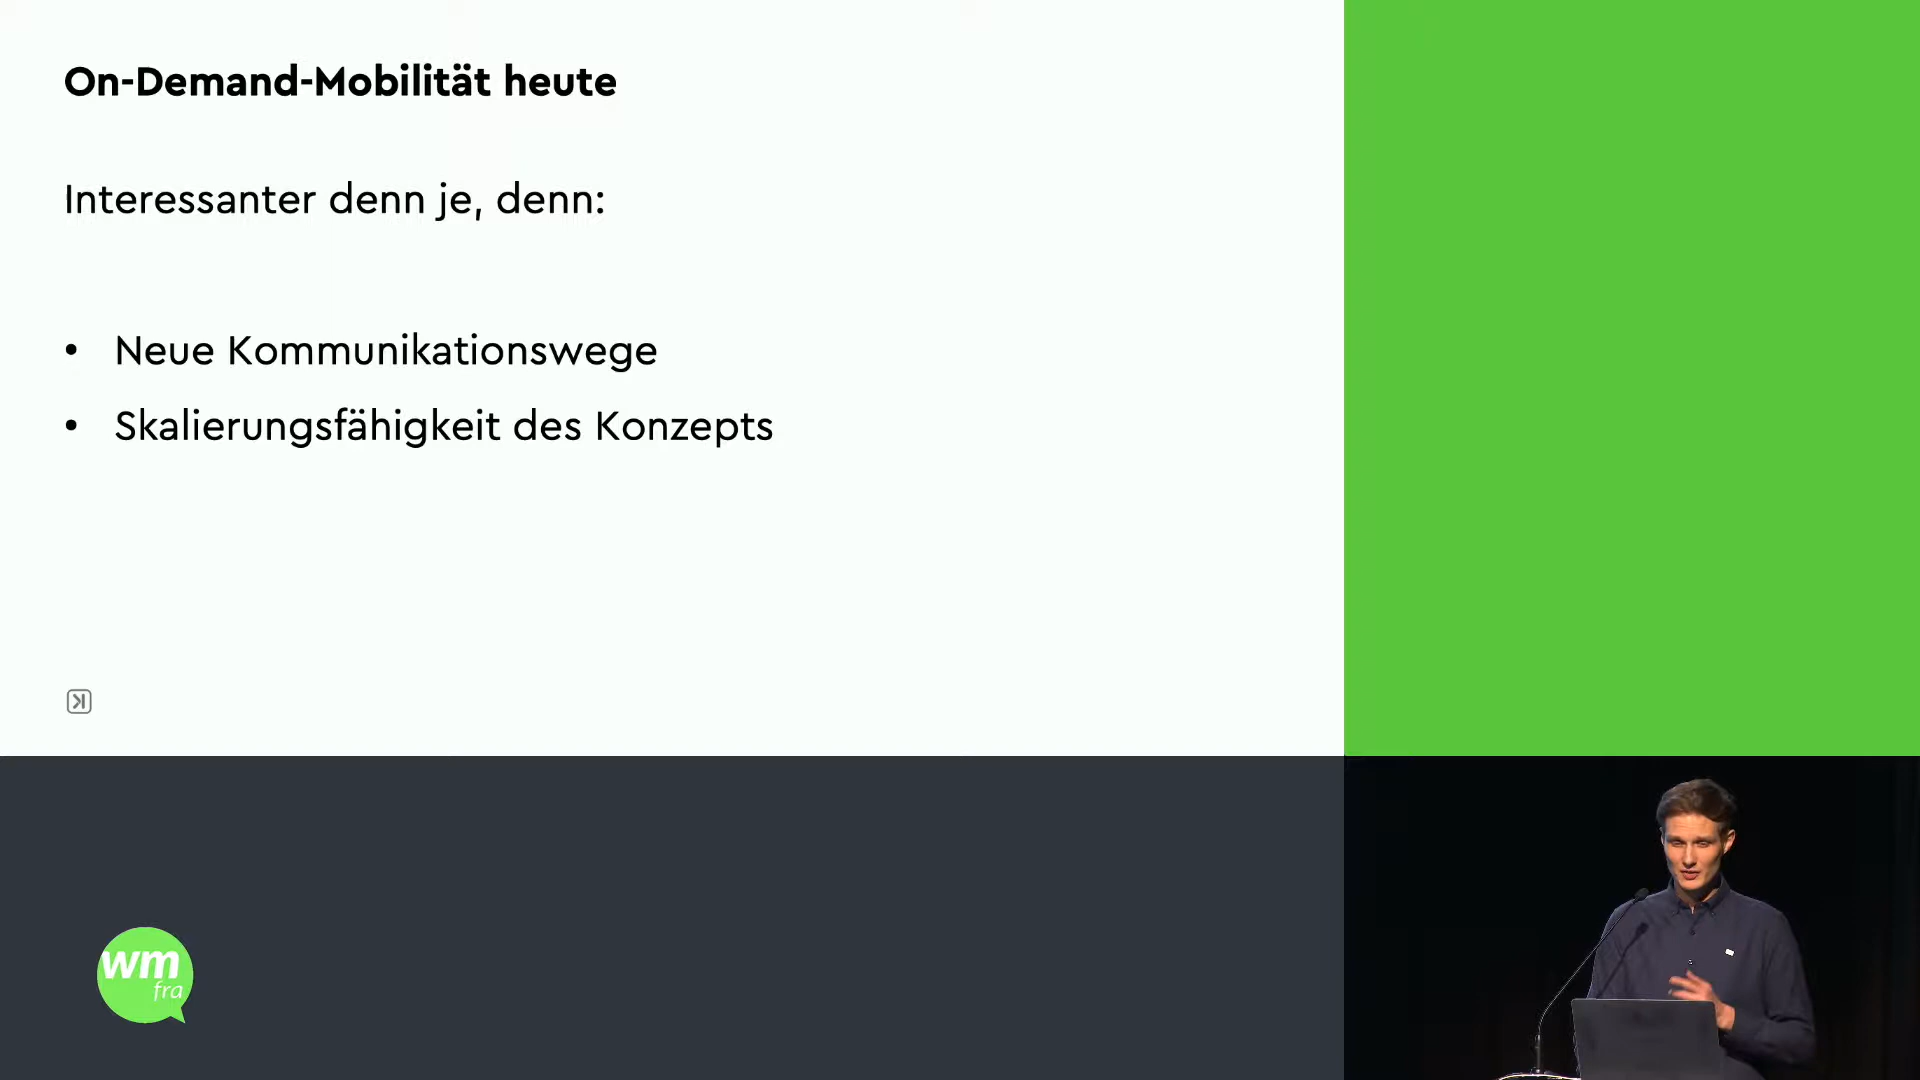 On-Demand-Mobilität heute
Interessanter denn je, denn:
• Neue Kommunikationswege
• Skalierungsfähigkeit des Konzepts
wm
fra